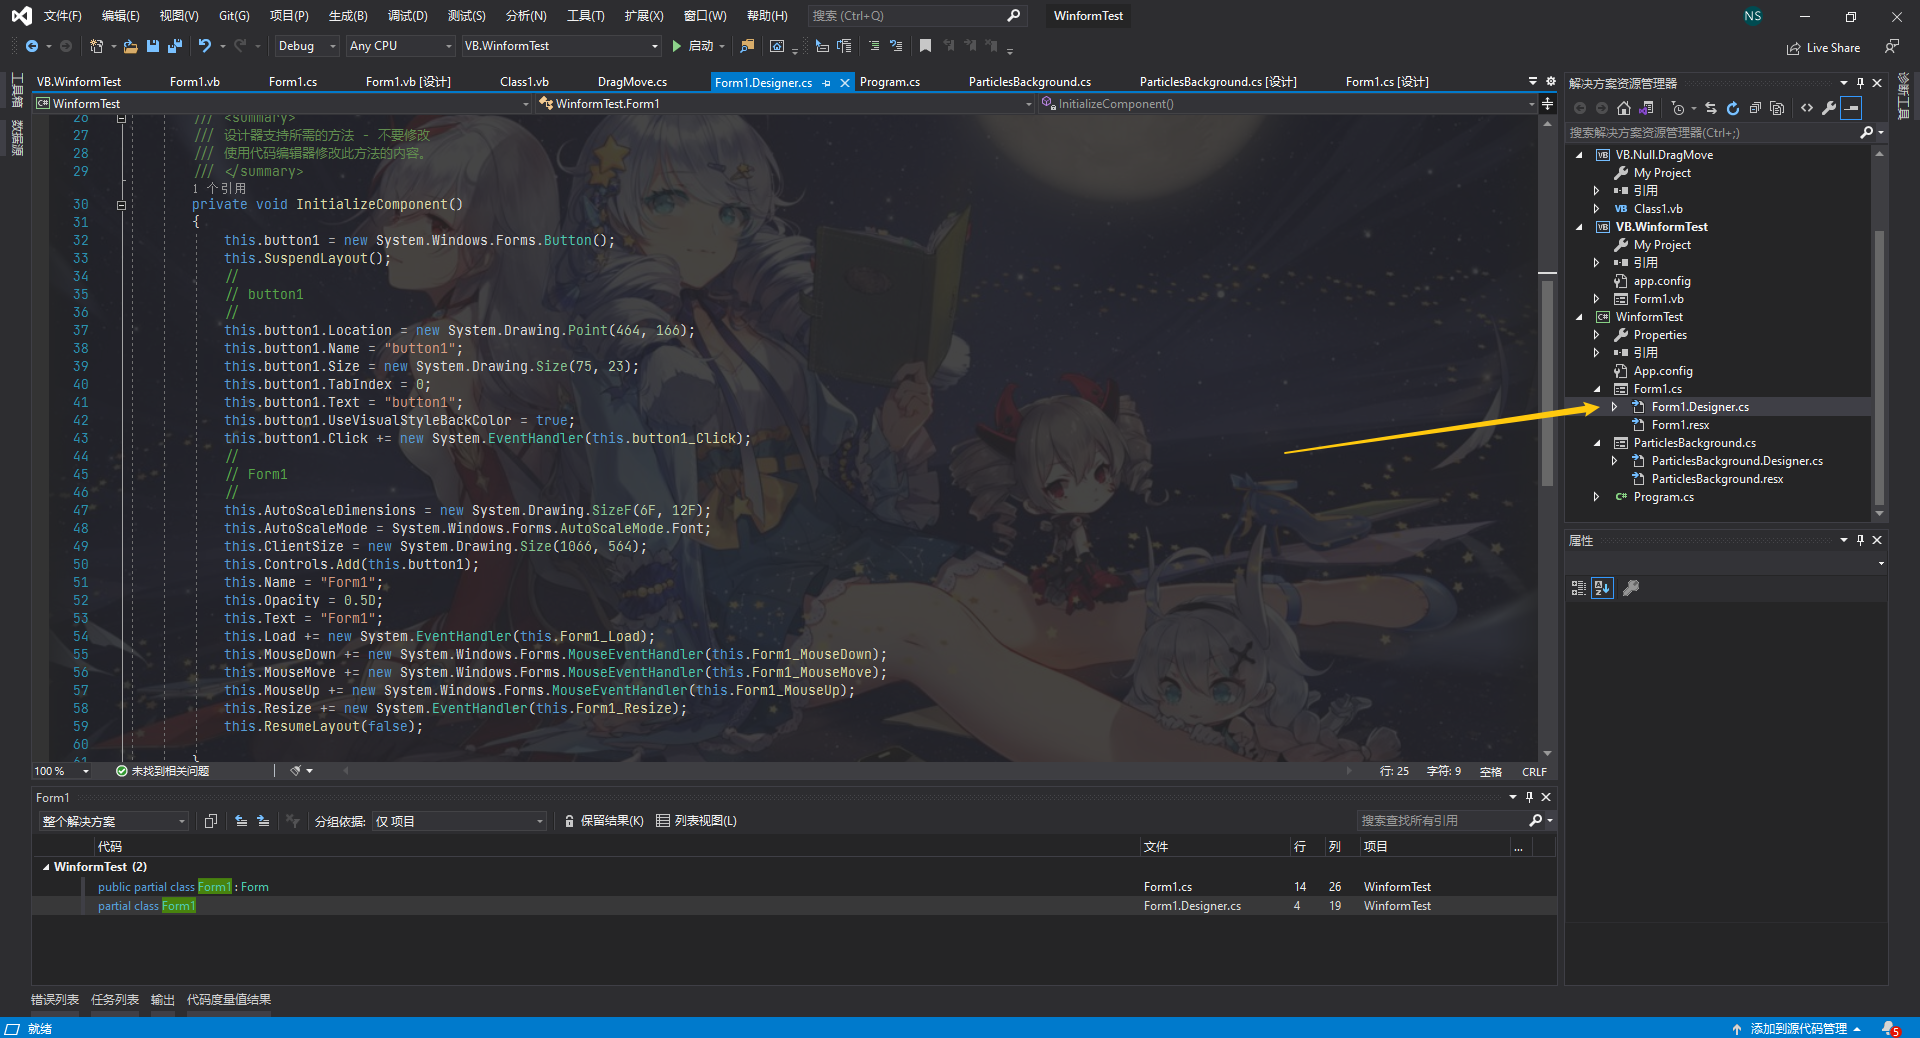 文件(F) 编辑(E) 视图(V) Git(G) 项目(P) 生成(B) 调试(D) 测试(S) 分析(N) 工具(T) 扩展(X) 窗口(W) 帮助(H) 搜索 (Ctrl+Q) WinformTest NS
Debug Any CPU VB.WinformTest 启动 Live Share
工具箱
数据源
VB.WinformTest Form1.vb Form1.cs Form1.vb [设计] Class1.vb DragMove.cs Form1.Designer.cs Program.cs ParticlesBackground.cs ParticlesBackground.cs [设计] Form1.cs [设计]
C# WinformTest WinformTest.Form1 InitializeComponent()
26 /// <summary>
27 /// 设计器支持所需的方法 - 不要修改
28 /// 使用代码编辑器修改此方法的内容。
29 /// </summary>
1 个引用
30 private void InitializeComponent()
31 {
32 this.button1 = new System.Windows.Forms.Button();
33 this.SuspendLayout();
34 //
35 // button1
36 //
37 this.button1.Location = new System.Drawing.Point(464, 166);
38 this.button1.Name = "button1";
39 this.button1.Size = new System.Drawing.Size(75, 23);
40 this.button1.TabIndex = 0;
41 this.button1.Text = "button1";
42 this.button1.UseVisualStyleBackColor = true;
43 this.button1.Click += new System.EventHandler(this.button1_Click);
44 //
45 // Form1
46 //
47 this.AutoScaleDimensions = new System.Drawing.SizeF(6F, 12F);
48 this.AutoScaleMode = System.Windows.Forms.AutoScaleMode.Font;
49 this.ClientSize = new System.Drawing.Size(1066, 564);
50 this.Controls.Add(this.button1);
51 this.Name = "Form1";
52 this.Opacity = 0.5D;
53 this.Text = "Form1";
54 this.Load += new System.EventHandler(this.Form1_Load);
55 this.MouseDown += new System.Windows.Forms.MouseEventHandler(this.Form1_MouseDown);
56 this.MouseMove += new System.Windows.Forms.MouseEventHandler(this.Form1_MouseMove);
57 this.MouseUp += new System.Windows.Forms.MouseEventHandler(this.Form1_MouseUp);
58 this.Resize += new System.EventHandler(this.Form1_Resize);
59 this.ResumeLayout(false);
60
61 }
100 % 未找到相关问题 行: 25 字符: 9 空格 CRLF
Form1
整个解决方案 分组依据: 仅 项目 保留结果(K) 列表视图(L) 搜索查找所有引用
代码 文件 行 列 项目 ...
WinformTest (2)
public partial class Form1 : Form Form1.cs 14 26 WinformTest
partial class Form1 Form1.Designer.cs 4 19 WinformTest
错误列表 任务列表 输出 代码度量值结果
解决方案资源管理器
搜索解决方案资源管理器(Ctrl+;)
VB VB.Null.DragMove
My Project
引用
VB Class1.vb
VB VB.WinformTest
My Project
引用
app.config
Form1.vb
C# WinformTest
Properties
引用
App.config
Form1.cs
Form1.Designer.cs
Form1.resx
ParticlesBackground.cs
ParticlesBackground.Designer.cs
ParticlesBackground.resx
C# Program.cs
属性
诊断工具
就绪 添加到源代码管理 5